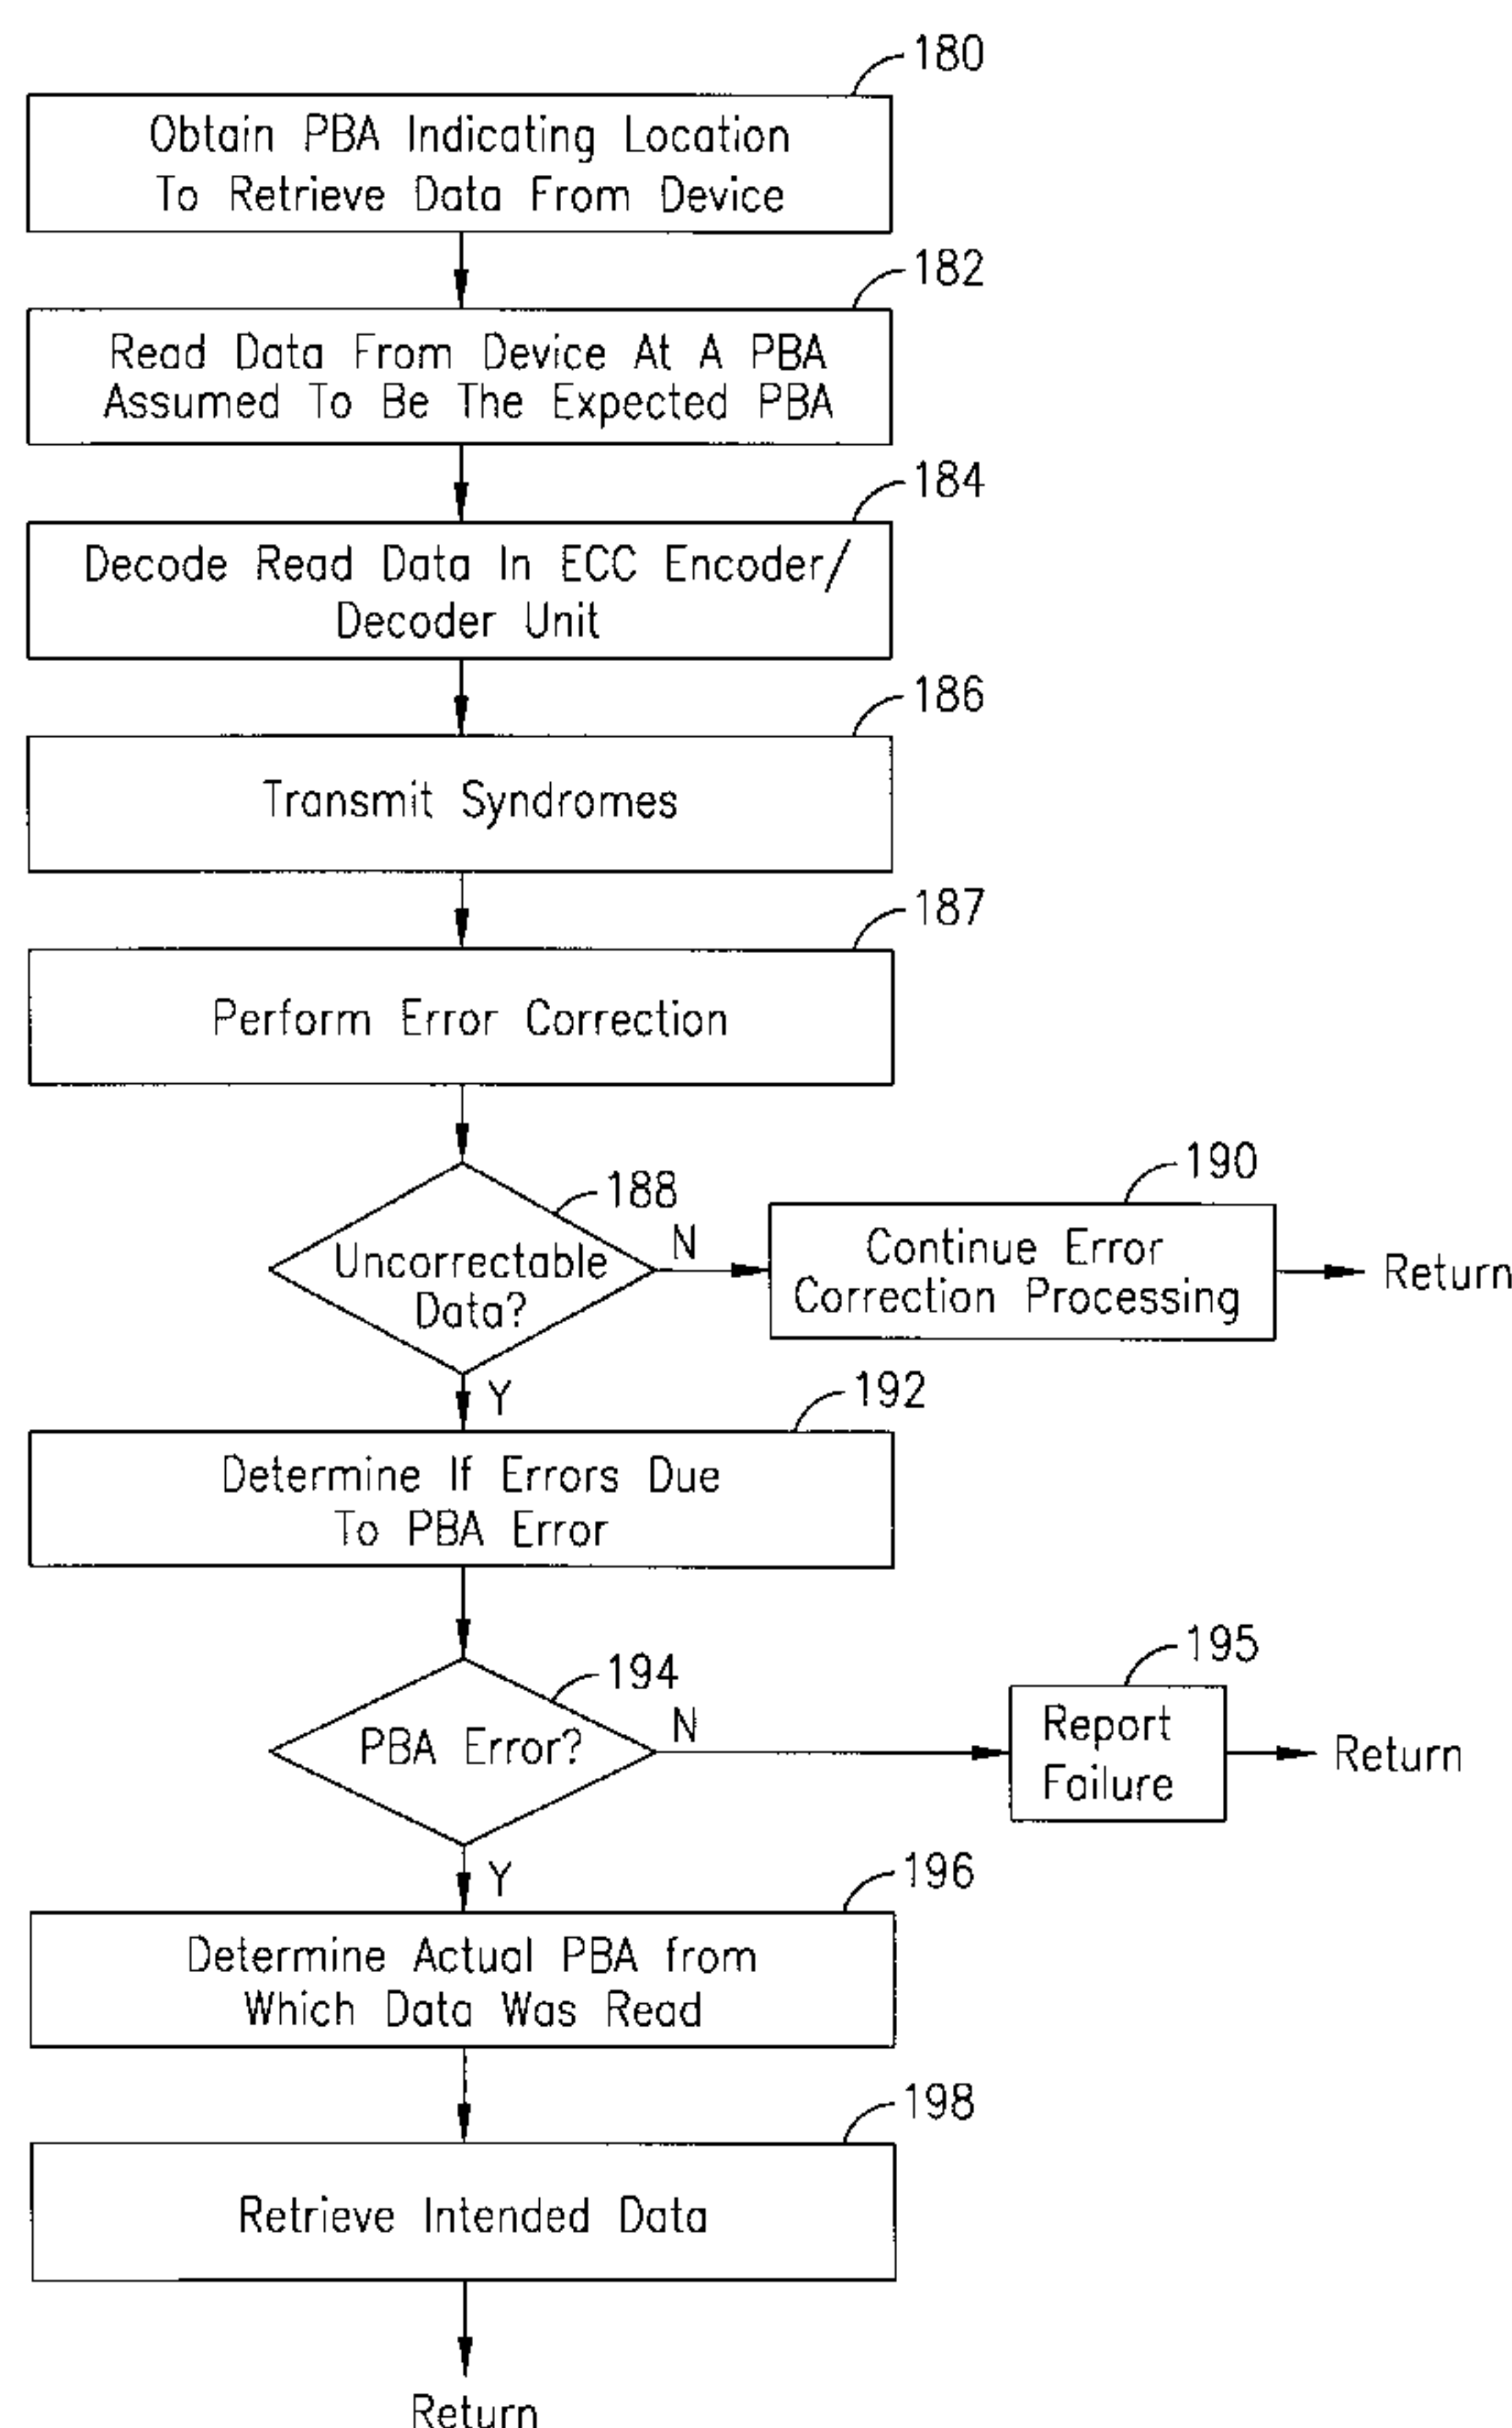 180
Obtain PBA Indicating Location
To Retrieve Data From Device
182
Read Data From Device At A PBA
Assumed To Be The Expected PBA
184
Decode Read Data In ECC Encoder/
Decoder Unit
186
Transmit Syndromes
187
Perform Error Correction
188
Uncorrectable
Data?
N
190
Continue Error
Correction Processing
Return
Y
192
Determine If Errors Due
To PBA Error
194
PBA Error?
N
195
Report
Failure
Return
Y
196
Determine Actual PBA from
Which Data Was Read
198
Retrieve Intended Data
Return